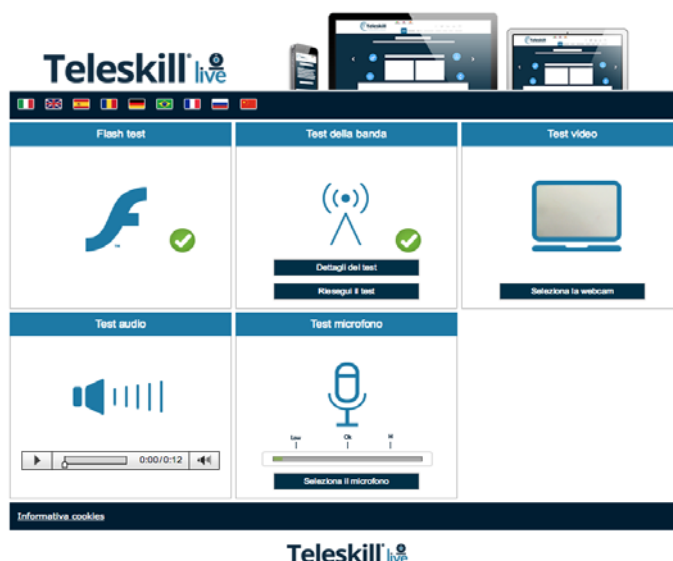 Teleskill live
Flash test
Test della banda
Test video
Dettagli del test
Riesegui il test
Seleziona la webcam
Test audio
Test microfono
Low Ok Hi
0:00/0:12
Seleziona il microfono
Informativa cookies
Teleskill live